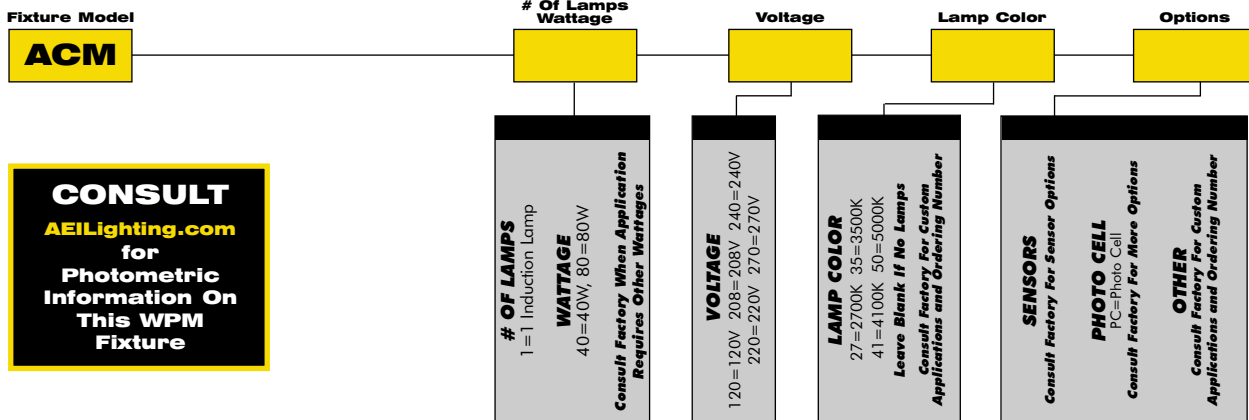 Fixture Model
# Of Lamps
Wattage
Voltage
Lamp Color
Options
ACM
CONSULT
AEILighting.com
for
Photometric
Information On
This WPM
Fixture
# OF LAMPS
1=1 Induction Lamp
WATTAGE
40=40W, 80=80W
Consult Factory When Application
Requires Other Wattages
VOLTAGE
120=120V 208=208V 240=240V
220=220V 270=270V
LAMP COLOR
27=2700K 35=3500K
41=4100K 50=5000K
Leave Blank If No Lamps
Consult Factory For Custom
Applications and Ordering Number
SENSORS
Consult Factory For Sensor Options
PHOTO CELL
PC=Photo Cell
Consult Factory For More Options
OTHER
Consult Factory For Custom
Applications and Ordering Number